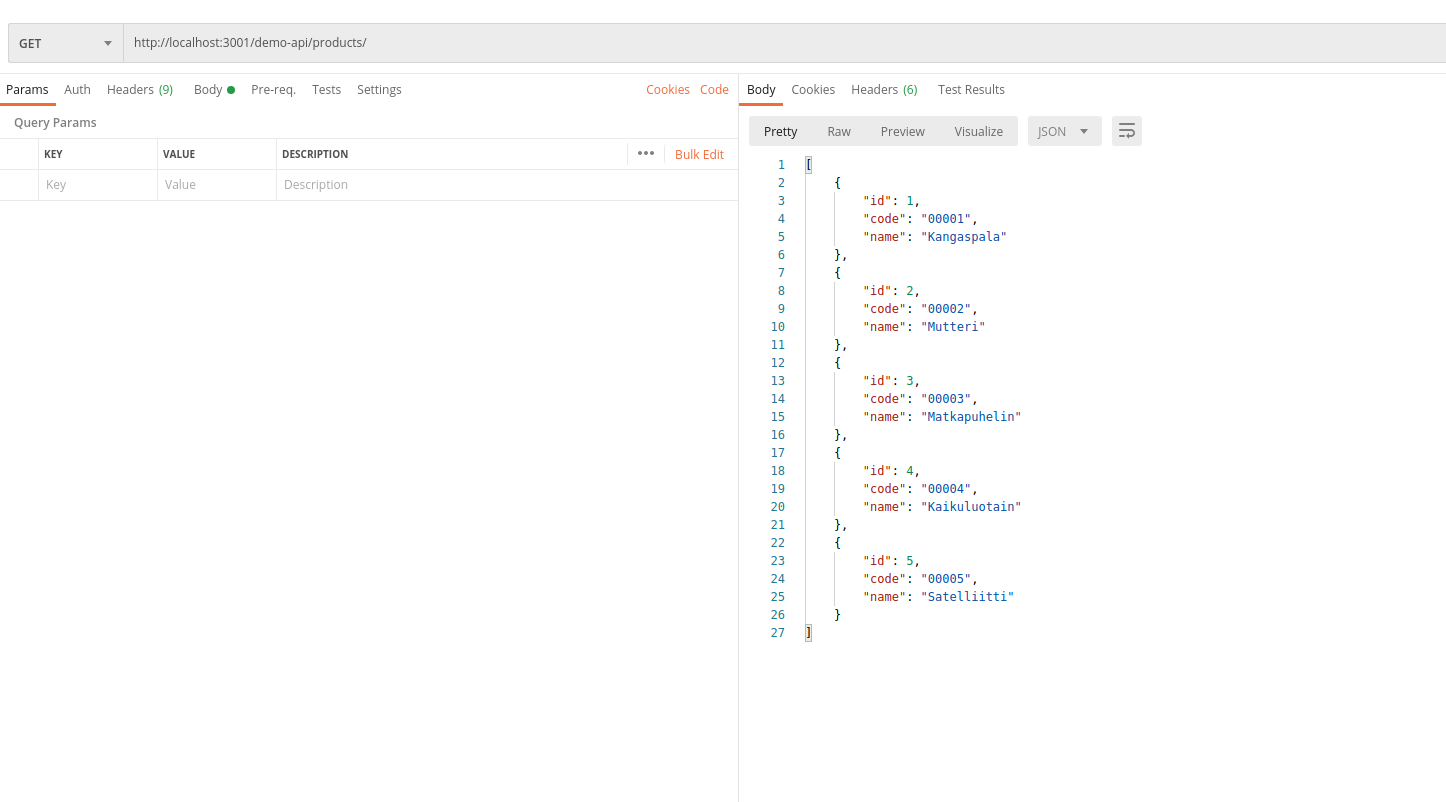 GET http://localhost:3001/demo-api/products/
Params Auth Headers (9) Body Pre-req. Tests Settings Cookies Code
Query Params
KEY VALUE DESCRIPTION ••• Bulk Edit
Key Value Description
Body Cookies Headers (6) Test Results
Pretty Raw Preview Visualize JSON
1 [
2 {
3 "id": 1,
4 "code": "00001",
5 "name": "Kangaspala"
6 },
7 {
8 "id": 2,
9 "code": "00002",
10 "name": "Mutteri"
11 },
12 {
13 "id": 3,
14 "code": "00003",
15 "name": "Matkapuhelin"
16 },
17 {
18 "id": 4,
19 "code": "00004",
20 "name": "Kaikuluotain"
21 },
22 {
23 "id": 5,
24 "code": "00005",
25 "name": "Satelliitti"
26 }
27 ]